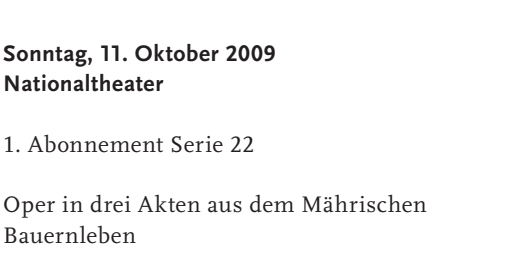 Sonntag, 11. Oktober 2009
Nationaltheater
1. Abonnement Serie 22
Oper in drei Akten aus dem Mährischen
Bauernleben